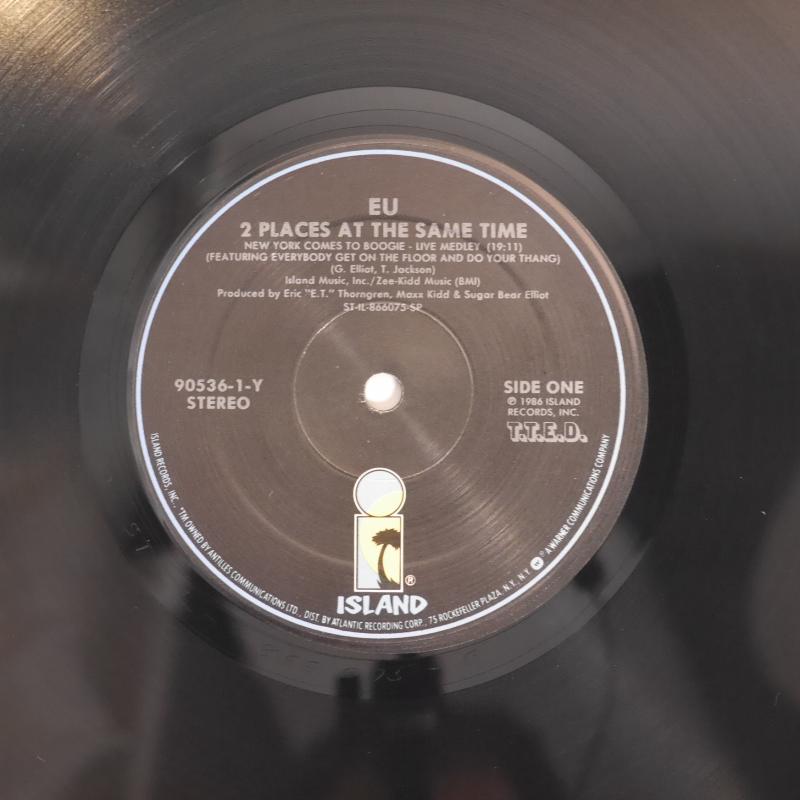 EU
2 PLACES AT THE SAME TIME
NEW YORK COMES TO BOOGIE - LIVE MEDLEY (19:11)
(FEATURING EVERYBODY GET ON THE FLOOR AND DO YOUR THANG)
(G. Elliot, T. Jackson)
Island Music, Inc./Zee-Kidd Music (BMI)
Produced by Eric "E.T." Thorngren, Maxx Kidd & Sugar Bear Elliot
ST-IL-866075-SP
90536-1-Y
STEREO
SIDE ONE
℗ 1986 ISLAND
RECORDS, INC.
T.T.E.D.
ISLAND ®
ISLAND RECORDS, INC., *TM OWNED BY ANTILLES COMMUNICATIONS LTD., DIST. BY ATLANTIC RECORDING CORP., 75 ROCKEFELLER PLAZA, N.Y., N.Y. ® A WARNER COMMUNICATIONS COMPANY